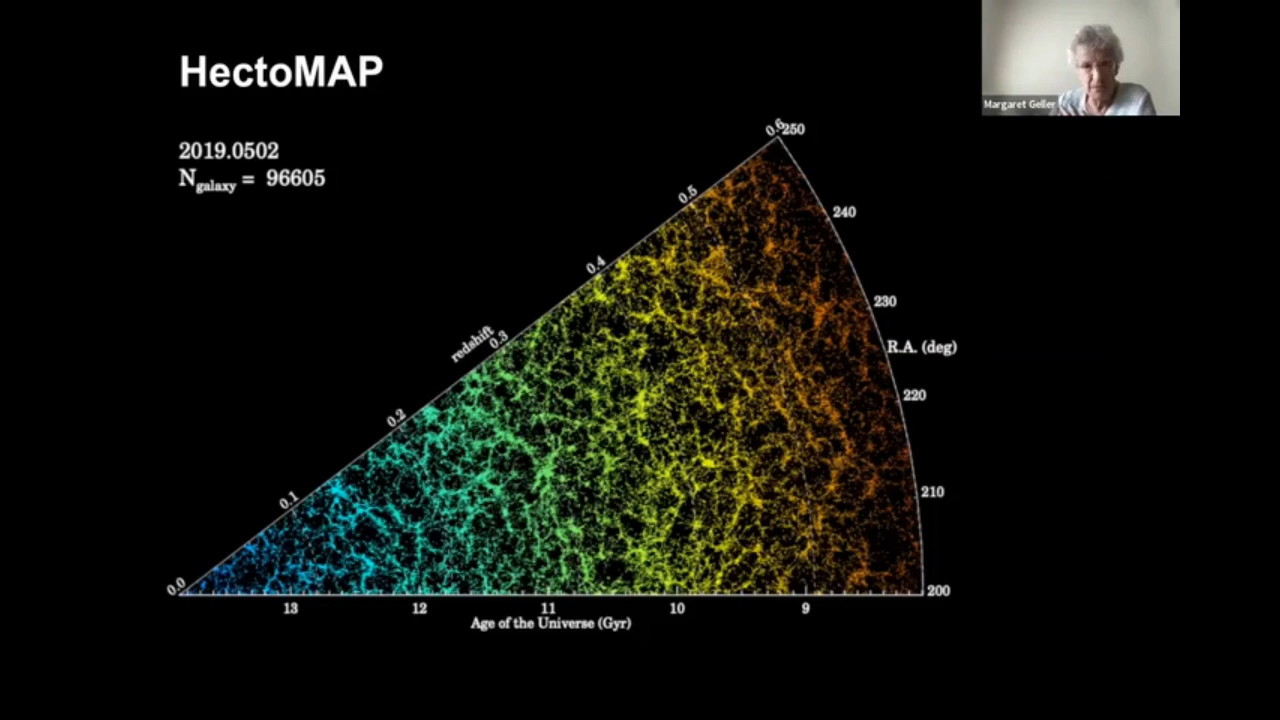 HectoMAP
Margaret Geller
2019.0502
N_galaxy = 96605
0.6
250
0.5
240
0.4
230
redshift
0.3
R.A. (deg)
220
0.2
210
0.1
0.0
200
13 12 11 10 9
Age of the Universe (Gyr)